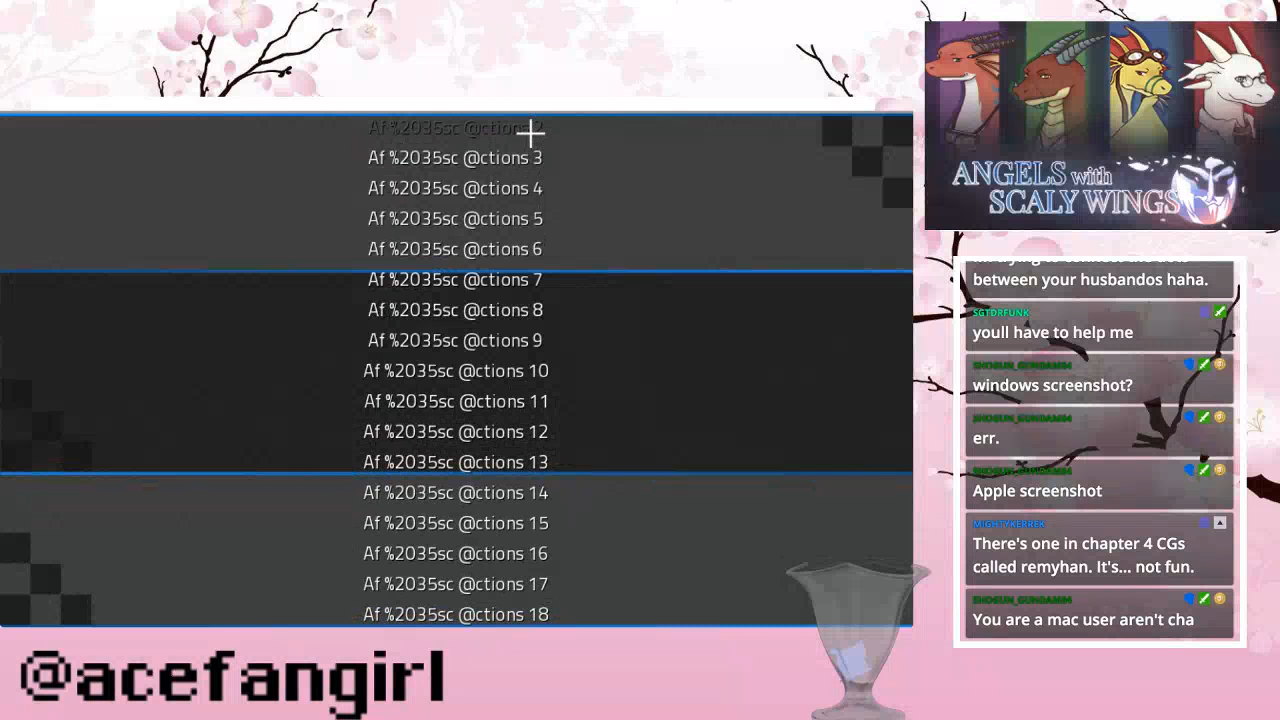 Af %2035sc @ctions 2
Af %2035sc @ctions 3
Af %2035sc @ctions 4
Af %2035sc @ctions 5
Af %2035sc @ctions 6
Af %2035sc @ctions 7
Af %2035sc @ctions 8
Af %2035sc @ctions 9
Af %2035sc @ctions 10
Af %2035sc @ctions 11
Af %2035sc @ctions 12
Af %2035sc @ctions 13
Af %2035sc @ctions 14
Af %2035sc @ctions 15
Af %2035sc @ctions 16
Af %2035sc @ctions 17
Af %2035sc @ctions 18
@acefangirl
ANGELS with
SCALY WINGS
between your husbandos haha.
SGTDRFUNK
youll have to help me
windows screenshot?
err.
Apple screenshot
MIGHTYKERREK
There's one in chapter 4 CGs
called remyhan. It's... not fun.
You are a mac user aren't cha